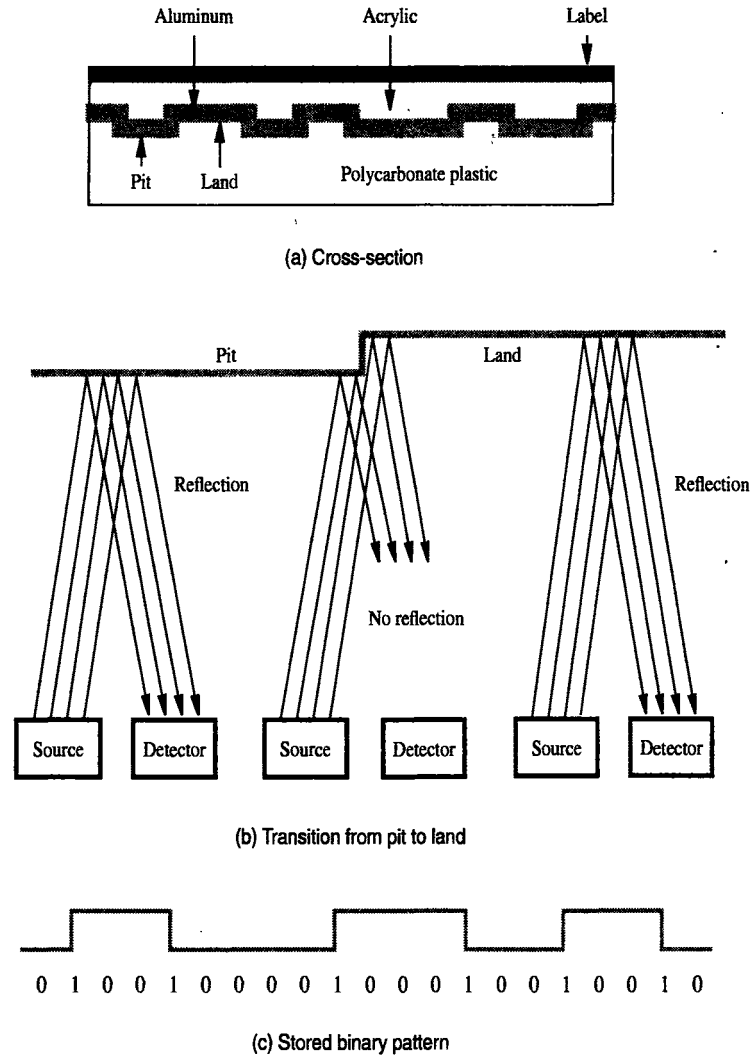 Aluminum Acrylic Label
Pit Land Polycarbonate plastic
(a) Cross-section
Pit Land
Reflection Reflection
No reflection
Source Detector Source Detector Source Detector
(b) Transition from pit to land
0 1 0 0 1 0 0 0 0 1 0 0 0 1 0 0 1 0 0 1 0
(c) Stored binary pattern